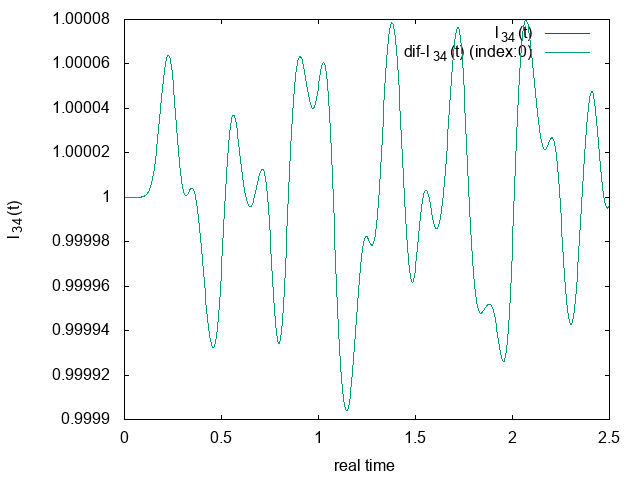 1.00008
1.00006
1.00004
1.00002
1
0.99998
0.99996
0.99994
0.99992
0.9999
0 0.5 1 1.5 2 2.5
I34(t)
real time
I34(t)
dif-I34(t) (index:0)